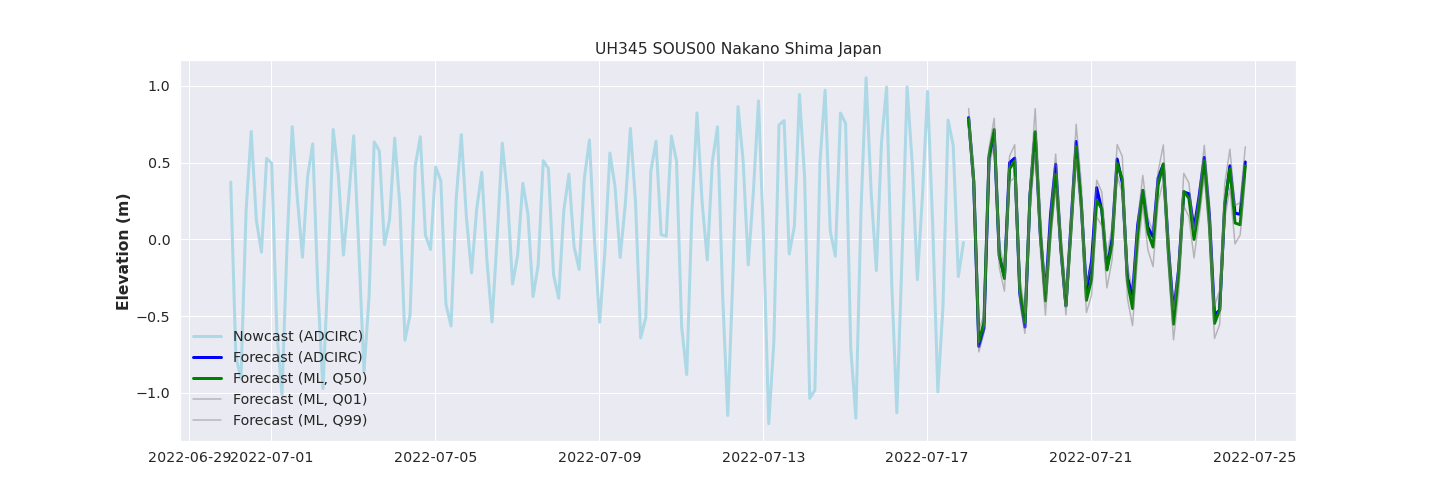 UH345 SOUS00 Nakano Shima Japan
Elevation (m)
1.0
0.5
0.0
−0.5
−1.0
Nowcast (ADCIRC)
Forecast (ADCIRC)
Forecast (ML, Q50)
Forecast (ML, Q01)
Forecast (ML, Q99)
2022-06-29 2022-07-01 2022-07-05 2022-07-09 2022-07-13 2022-07-17 2022-07-21 2022-07-25